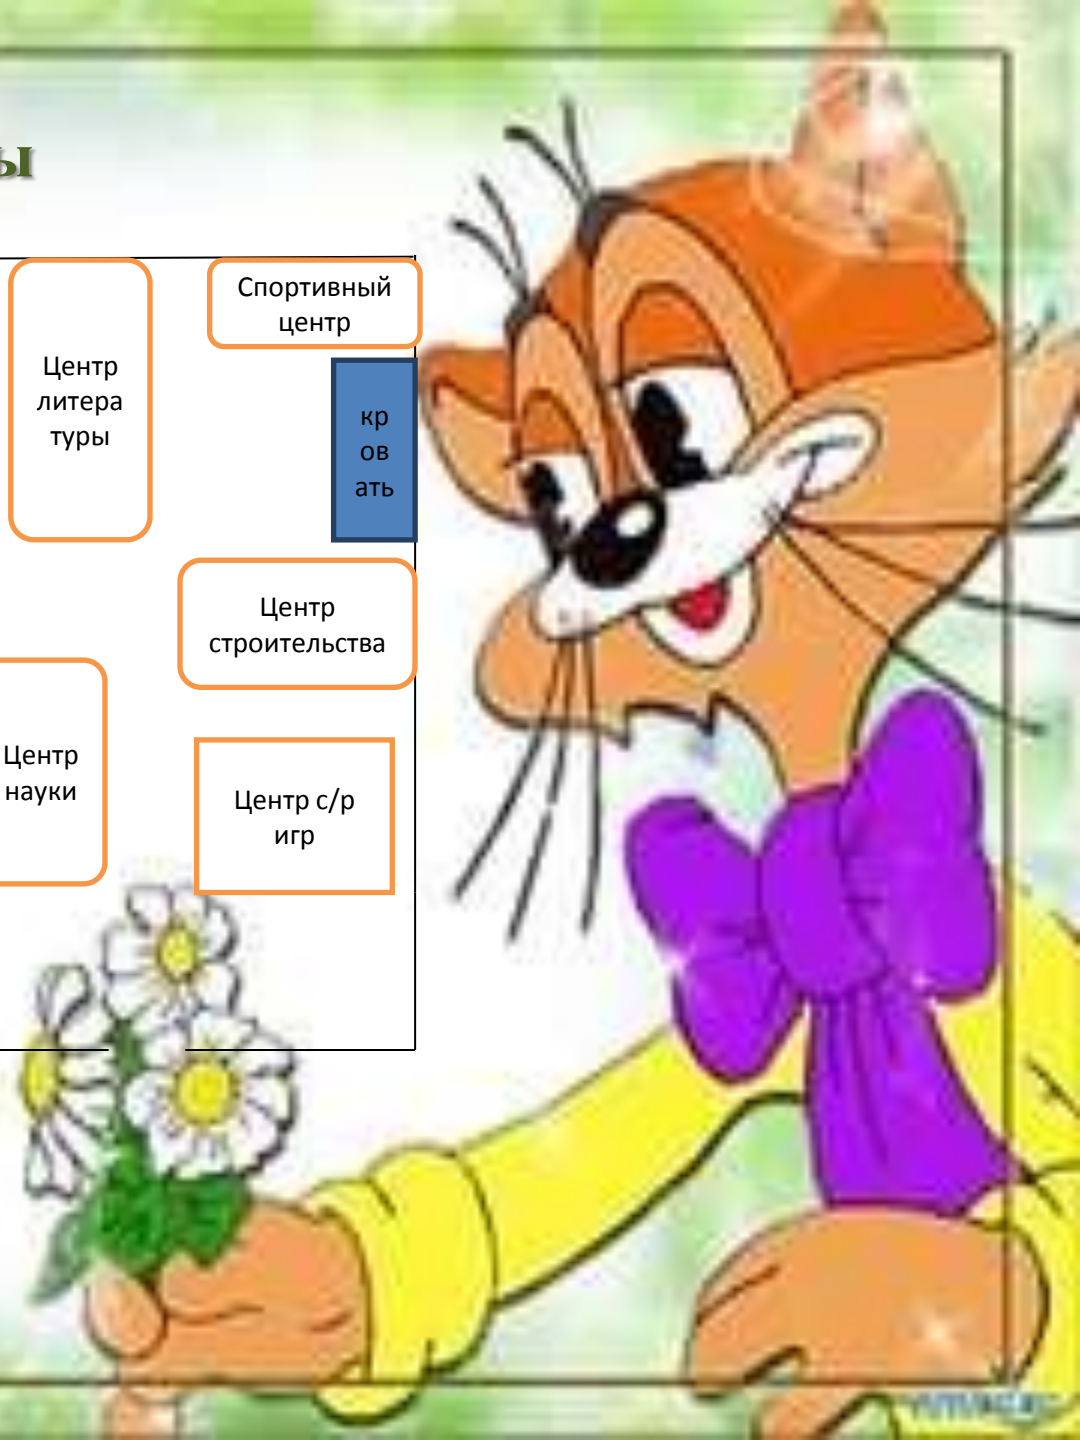 ы
Спортивный
центр
Центр
литера
туры
кр
ов
ать
Центр
строительства
Центр
науки
Центр с/р
игр